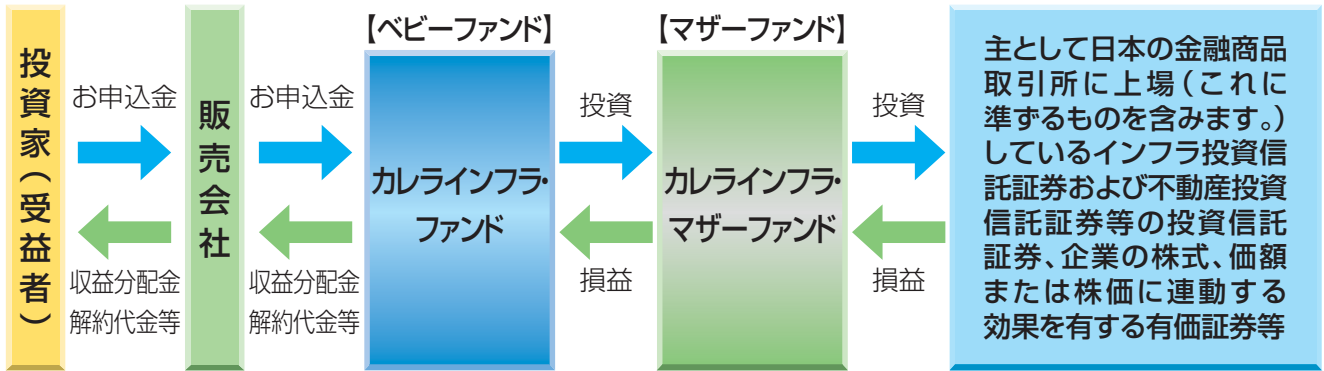 投資家（受益者）
お申込金
収益分配金
解約代金等
販売会社
お申込金
収益分配金
解約代金等
【ベビーファンド】
カレラインフラ・
ファンド
投資
損益
【マザーファンド】
カレラインフラ・
マザーファンド
投資
損益
主として日本の金融商品
取引所に上場（これに
準ずるものを含みます。）
しているインフラ投資信
託証券および不動産投資
信託証券等の投資信託
証券、企業の株式、価額
または株価に連動する
効果を有する有価証券等